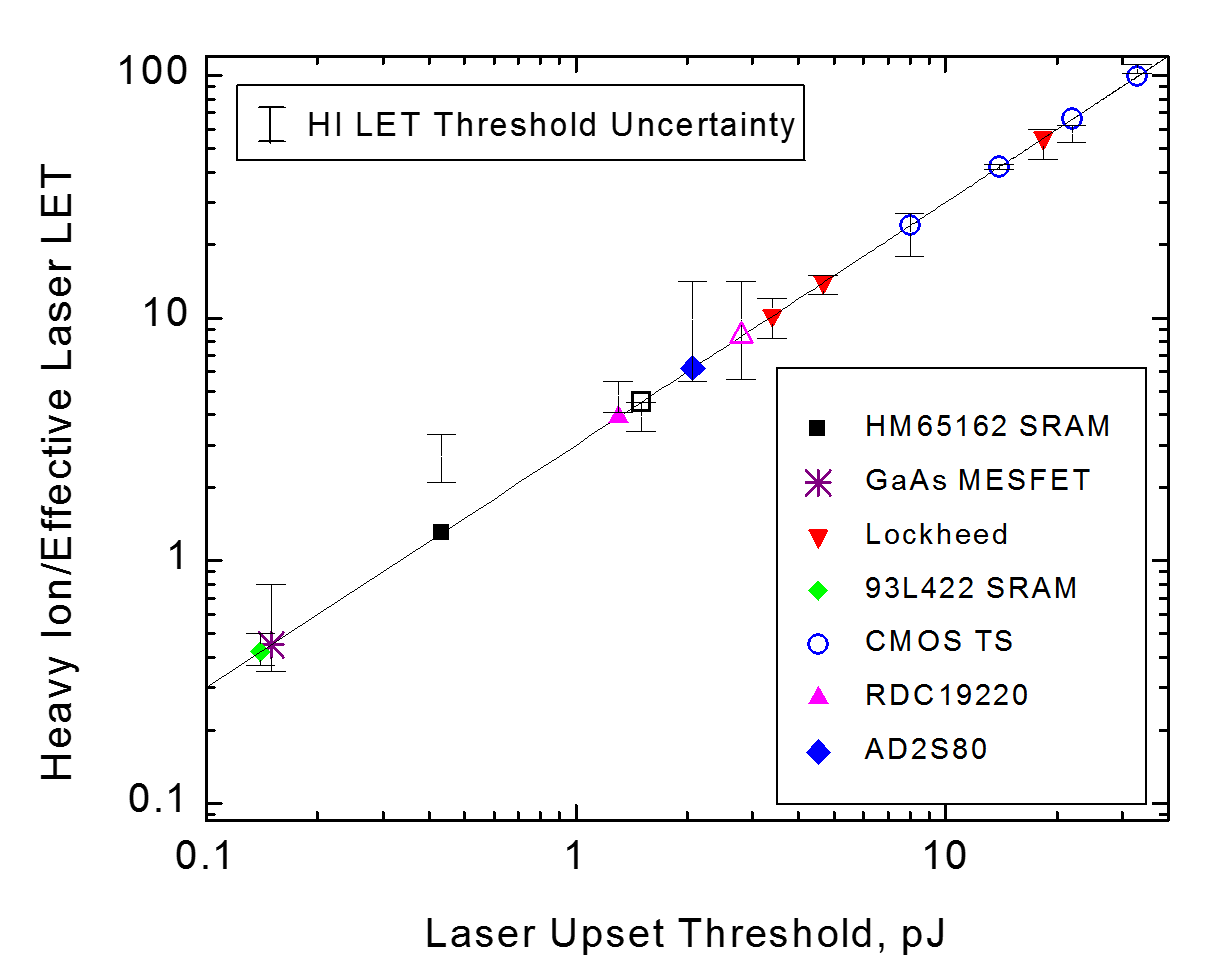 100
HI LET Threshold Uncertainty
10
1
0.1
Heavy Ion/Effective Laser LET
HM65162 SRAM
GaAs MESFET
Lockheed
93L422 SRAM
CMOS TS
RDC19220
AD2S80
0.1 1 10
Laser Upset Threshold, pJ